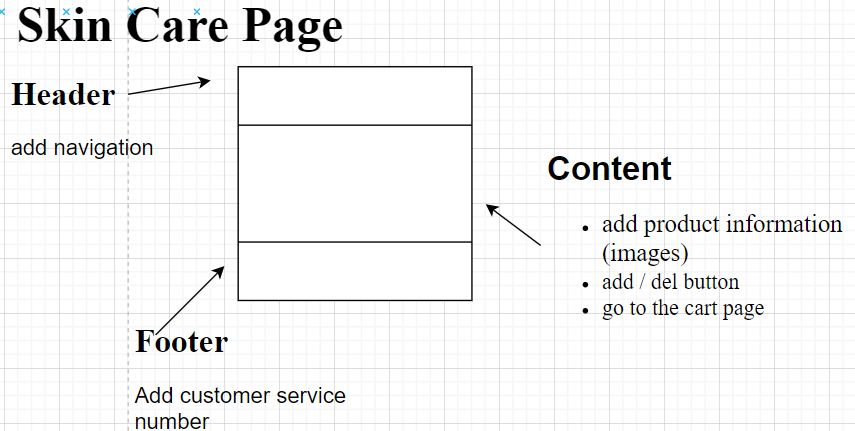 Skin Care Page
Header
add navigation
Content
add product information
(images)
add / del button
go to the cart page
Footer
Add customer service
number